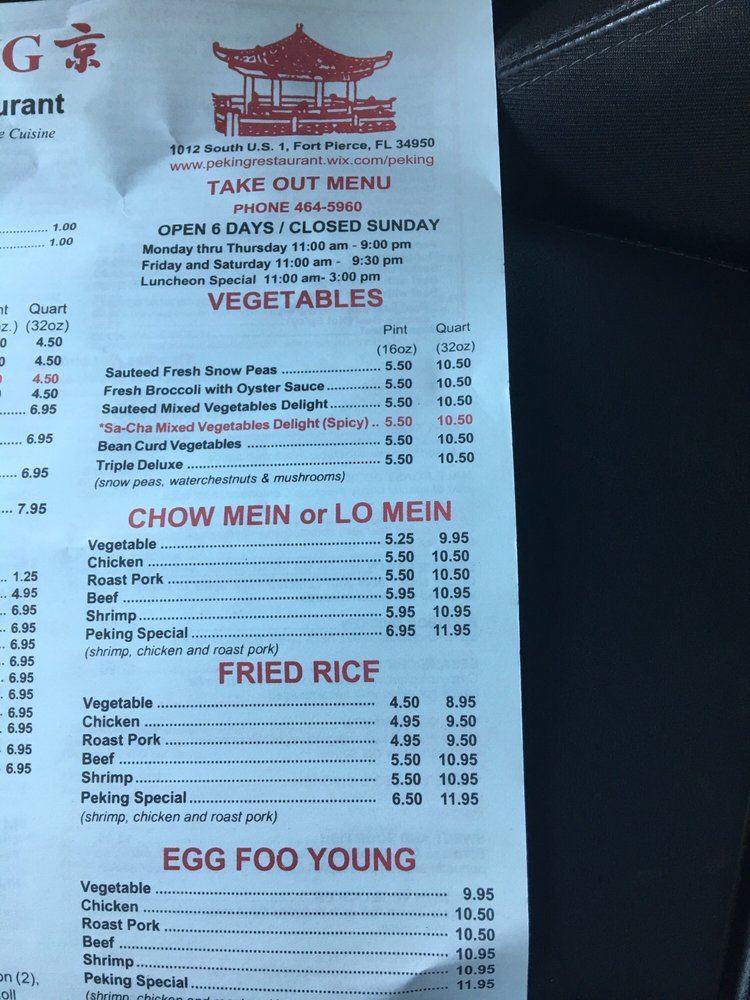 G 京
urant
e Cuisine
1012 South U.S. 1, Fort Pierce, FL 34950
www.pekingrestaurant.wix.com/peking
TAKE OUT MENU
PHONE 464-5960
OPEN 6 DAYS / CLOSED SUNDAY
Monday thru Thursday 11:00 am - 9:00 pm
Friday and Saturday 11:00 am - 9:30 pm
Luncheon Special 11:00 am- 3:00 pm
............. 1.00
............. 1.00
nt Quart
z.) (32oz)
0 4.50
0 4.50
0 4.50
0 4.50
........ 6.95
...... 6.95
..... 6.95
.... 7.95
.. 1.25
.. 4.95
.. 6.95
.. 6.95
.. 6.95
. 6.95
. 6.95
. 6.95
. 6.95
. 6.95
. 6.95
. 6.95
on (2),
oll
VEGETABLES
Pint Quart
(16oz) (32oz)
Sauteed Fresh Snow Peas ........................ 5.50 10.50
Fresh Broccoli with Oyster Sauce ............. 5.50 10.50
Sauteed Mixed Vegetables Delight ............ 5.50 10.50
*Sa-Cha Mixed Vegetables Delight (Spicy) .. 5.50 10.50
Bean Curd Vegetables ................................ 5.50 10.50
Triple Deluxe .............................................. 5.50 10.50
(snow peas, waterchestnuts & mushrooms)
CHOW MEIN or LO MEIN
Vegetable .................................................... 5.25 9.95
Chicken ....................................................... 5.50 10.50
Roast Pork .................................................. 5.50 10.50
Beef ............................................................. 5.95 10.95
Shrimp ......................................................... 5.95 10.95
Peking Special ............................................ 6.95 11.95
(shrimp, chicken and roast pork)
FRIED RICE
Vegetable .................................................... 4.50 8.95
Chicken ....................................................... 4.95 9.50
Roast Pork .................................................. 4.95 9.50
Beef ............................................................. 5.50 10.95
Shrimp ......................................................... 5.50 10.95
Peking Special ............................................ 6.50 11.95
(shrimp, chicken and roast pork)
EGG FOO YOUNG
Vegetable .................................................... 9.95
Chicken ....................................................... 10.50
Roast Pork .................................................. 10.50
Beef ............................................................. 10.95
Shrimp ......................................................... 10.95
Peking Special ............................................ 11.95
(shrimp, chicken and